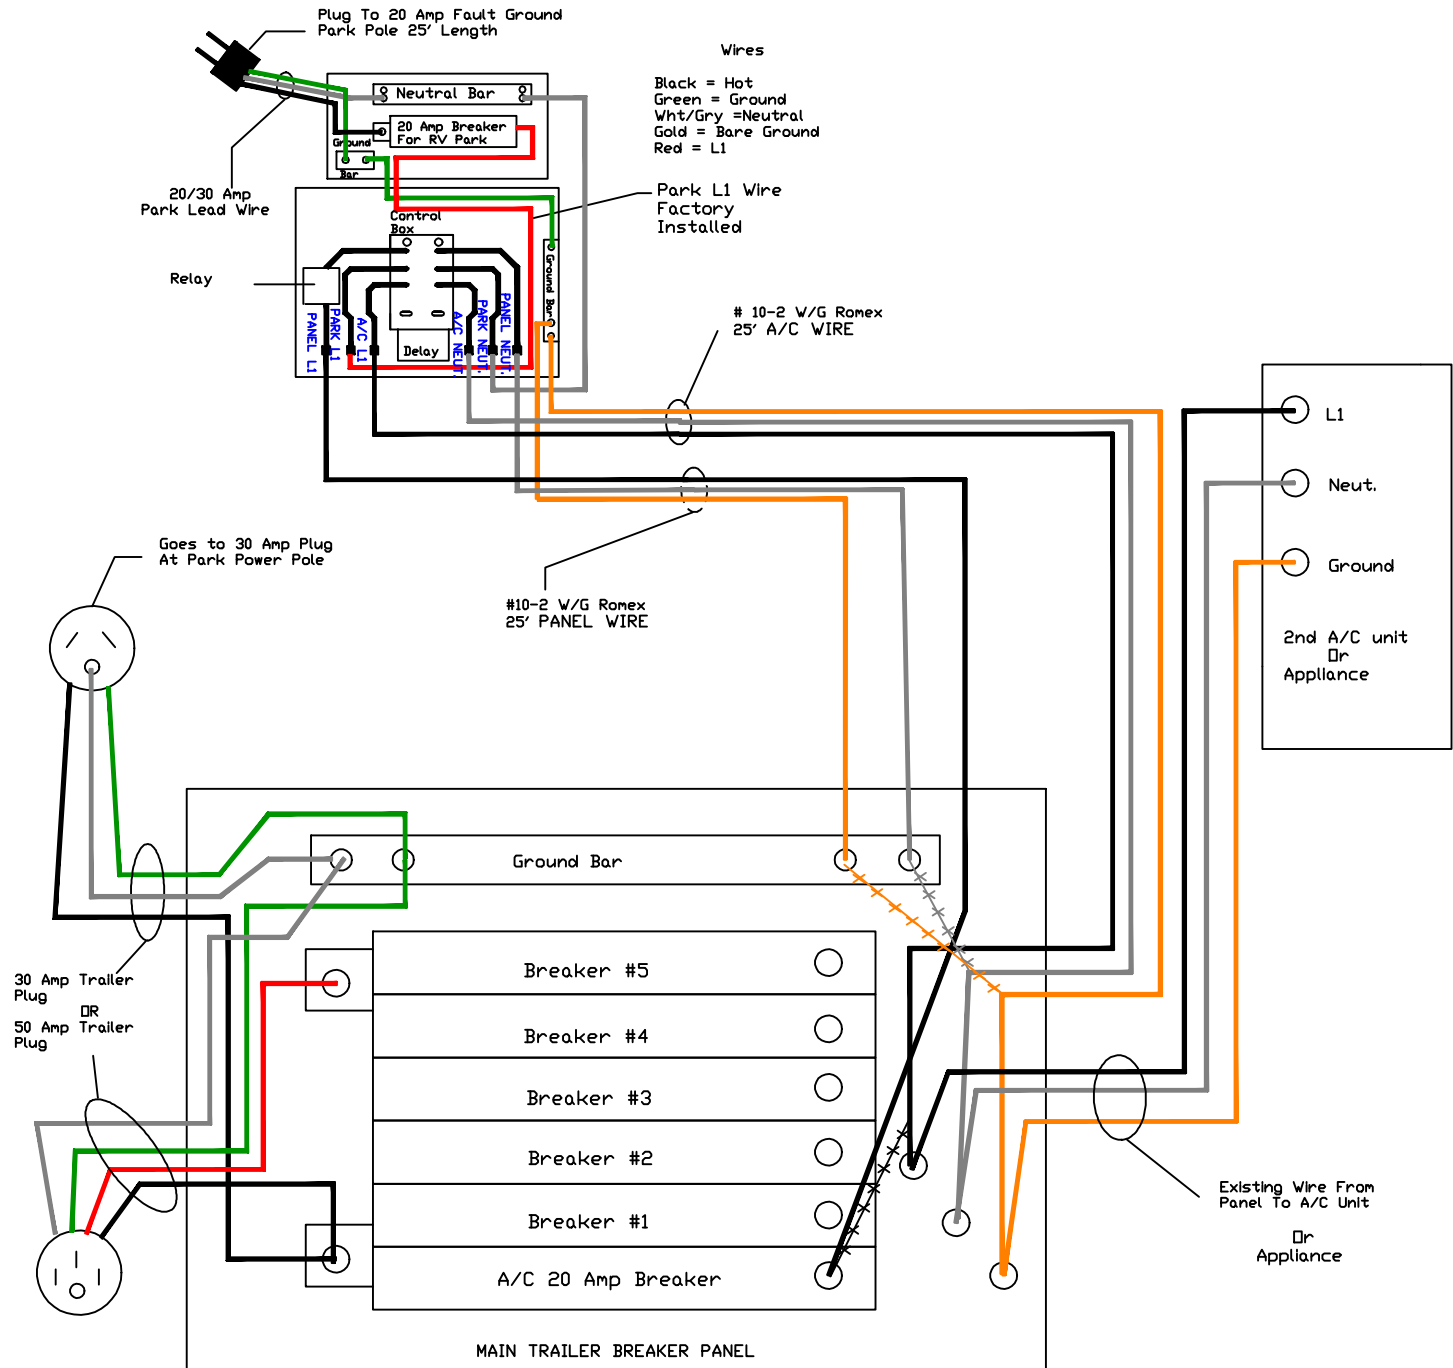 Plug To 20 Amp Fault Ground
Park Pole 25' Length
Wires
Black = Hot
Green = Ground
Wht/Gry =Neutral
Gold = Bare Ground
Red = L1
Neutral Bar
20 Amp Breaker
For RV Park
Ground
Bar
20/30 Amp
Park Lead Wire
Park L1 Wire
Factory
Installed
Control
Box
Relay
Ground Bar
PANEL L1
PARK L1
A/C L1
A/C NEUT.
PARK NEUT.
PANEL NEUT.
Delay
# 10-2 W/G Romex
25' A/C WIRE
L1
Neut.
Ground
2nd A/C unit
Or
Appliance
Goes to 30 Amp Plug
At Park Power Pole
#10-2 W/G Romex
25' PANEL WIRE
Ground Bar
30 Amp Trailer
Plug
OR
50 Amp Trailer
Plug
Breaker #5
Breaker #4
Breaker #3
Breaker #2
Breaker #1
A/C 20 Amp Breaker
Existing Wire From
Panel To A/C Unit
Or
Appliance
MAIN TRAILER BREAKER PANEL